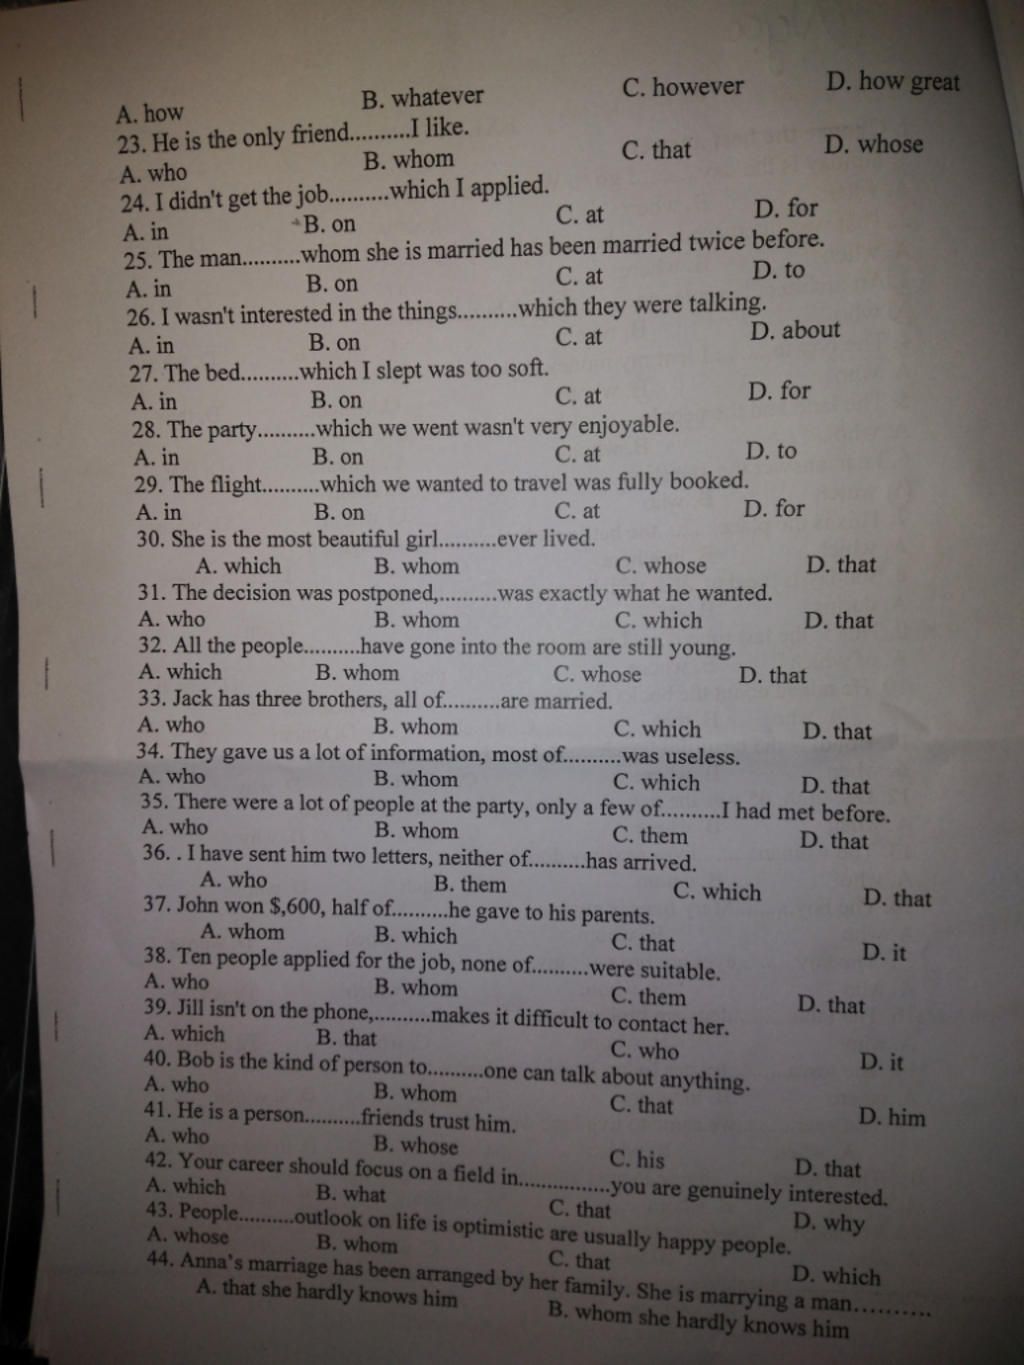 A. how B. whatever C. however D. how great
23. He is the only friend..........I like.
A. who B. whom C. that D. whose
24. I didn't get the job..........which I applied.
A. in B. on C. at D. for
25. The man..........whom she is married has been married twice before.
A. in B. on C. at D. to
26. I wasn't interested in the things..........which they were talking.
A. in B. on C. at D. about
27. The bed..........which I slept was too soft.
A. in B. on C. at D. for
28. The party..........which we went wasn't very enjoyable.
A. in B. on C. at D. to
29. The flight..........which we wanted to travel was fully booked.
A. in B. on C. at D. for
30. She is the most beautiful girl..........ever lived.
A. which B. whom C. whose D. that
31. The decision was postponed,..........was exactly what he wanted.
A. who B. whom C. which D. that
32. All the people..........have gone into the room are still young.
A. which B. whom C. whose D. that
33. Jack has three brothers, all of..........are married.
A. who B. whom C. which D. that
34. They gave us a lot of information, most of..........was useless.
A. who B. whom C. which D. that
35. There were a lot of people at the party, only a few of..........I had met before.
A. who B. whom C. them D. that
36. . I have sent him two letters, neither of..........has arrived.
A. who B. them C. which D. that
37. John won $,600, half of..........he gave to his parents.
A. whom B. which C. that D. it
38. Ten people applied for the job, none of..........were suitable.
A. who B. whom C. them D. that
39. Jill isn't on the phone,..........makes it difficult to contact her.
A. which B. that C. who D. it
40. Bob is the kind of person to..........one can talk about anything.
A. who B. whom C. that D. him
41. He is a person..........friends trust him.
A. who B. whose C. his D. that
42. Your career should focus on a field in................you are genuinely interested.
A. which B. what C. that D. why
43. People..........outlook on life is optimistic are usually happy people.
A. whose B. whom C. that D. which
44. Anna's marriage has been arranged by her family. She is marrying a man..........
A. that she hardly knows him B. whom she hardly knows him